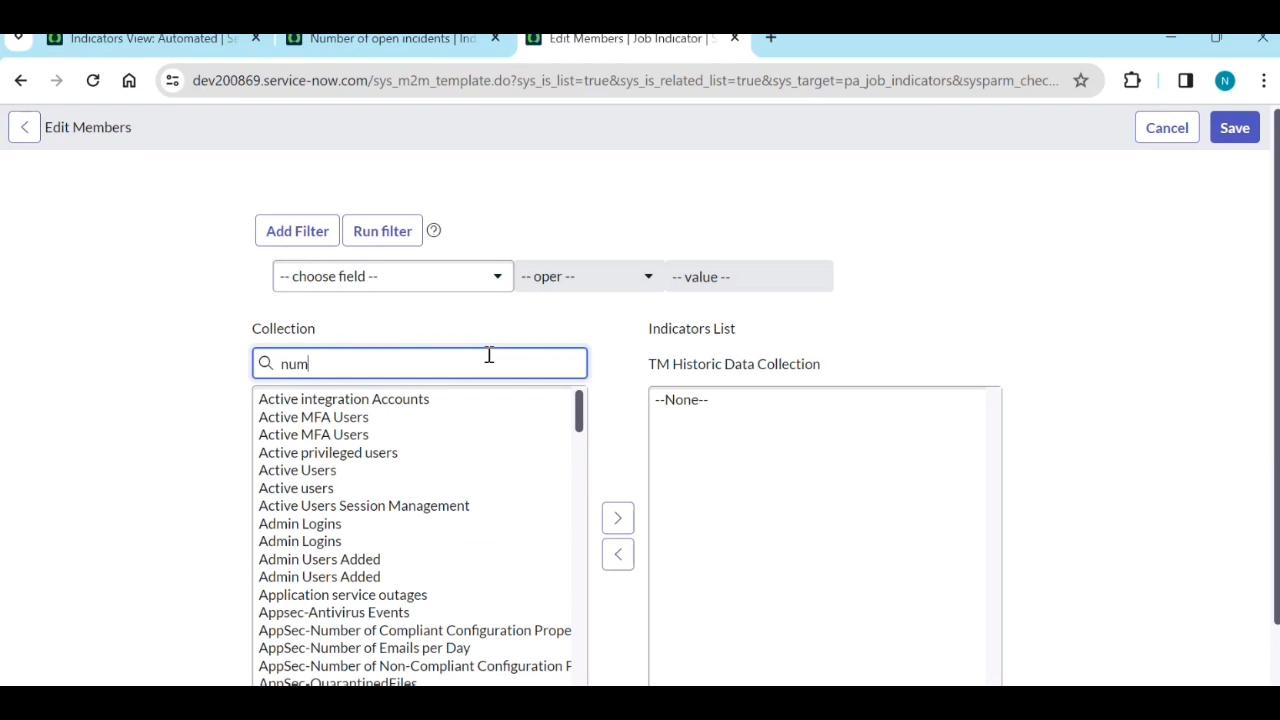 Indicators View: Automated | Se
Number of open incidents | Ind
Edit Members | Job Indicator | S
dev200869.service-now.com/sys_m2m_template.do?sys_is_list=true&sys_is_related_list=true&sys_target=pa_job_indicators&sysparm_chec...
N
Edit Members
Cancel
Save
Add Filter
Run filter
-- choose field --
-- oper --
-- value --
Collection
Indicators List
num
TM Historic Data Collection
Active integration Accounts
Active MFA Users
Active MFA Users
Active privileged users
Active Users
Active users
Active Users Session Management
Admin Logins
Admin Logins
Admin Users Added
Admin Users Added
Application service outages
Appsec-Antivirus Events
AppSec-Number of Compliant Configuration Prope
AppSec-Number of Emails per Day
AppSec-Number of Non-Compliant Configuration P
AppSec-QuarantinedFiles
--None--